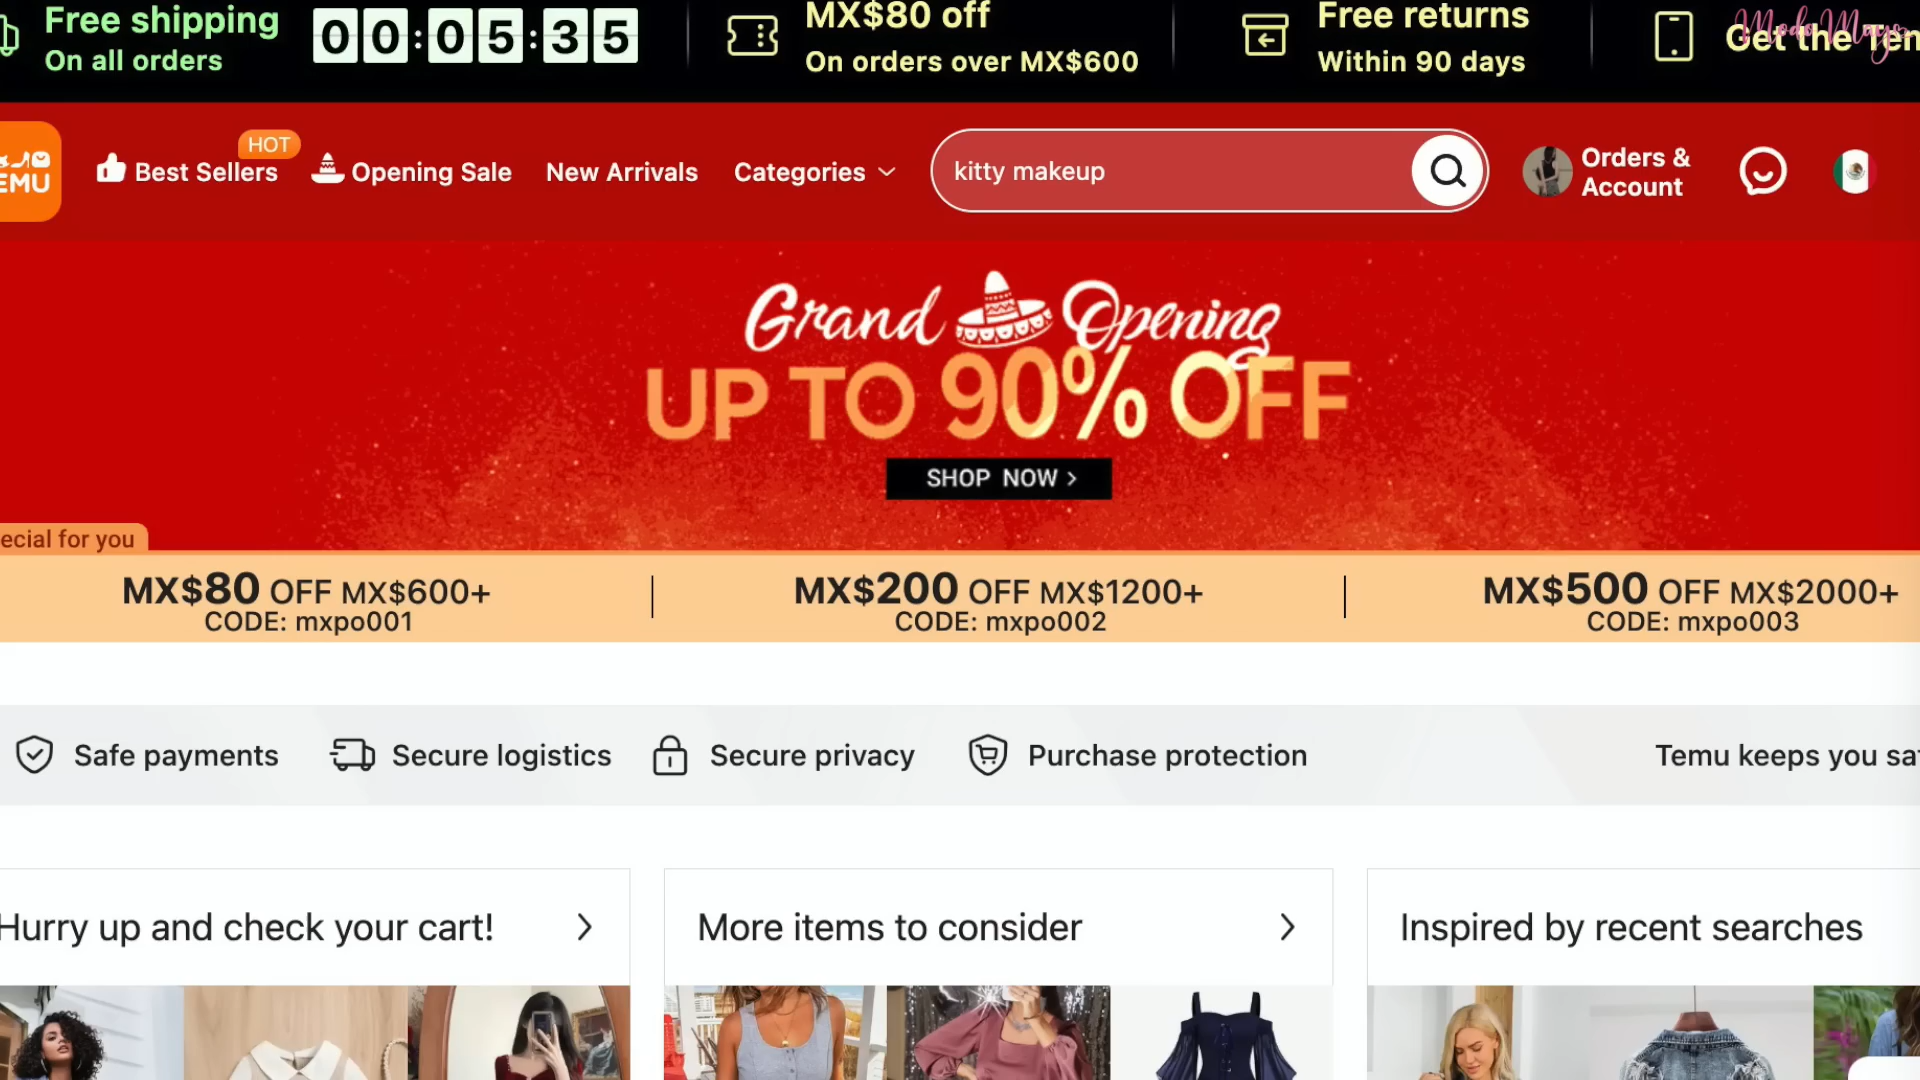 Free shipping
On all orders
00:05:35
MX$80 off
On orders over MX$600
Free returns
Within 90 days
Get the Tem
Modo Mayo
EMU
Best Sellers
HOT
Opening Sale
New Arrivals
Categories
kitty makeup
Orders &
Account
Grand Opening
UP TO 90% OFF
SHOP NOW >
ecial for you
MX$80 OFF MX$600+
CODE: mxpo001
MX$200 OFF MX$1200+
CODE: mxpo002
MX$500 OFF MX$2000+
CODE: mxpo003
Safe payments
Secure logistics
Secure privacy
Purchase protection
Temu keeps you saf
Hurry up and check your cart!
More items to consider
Inspired by recent searches